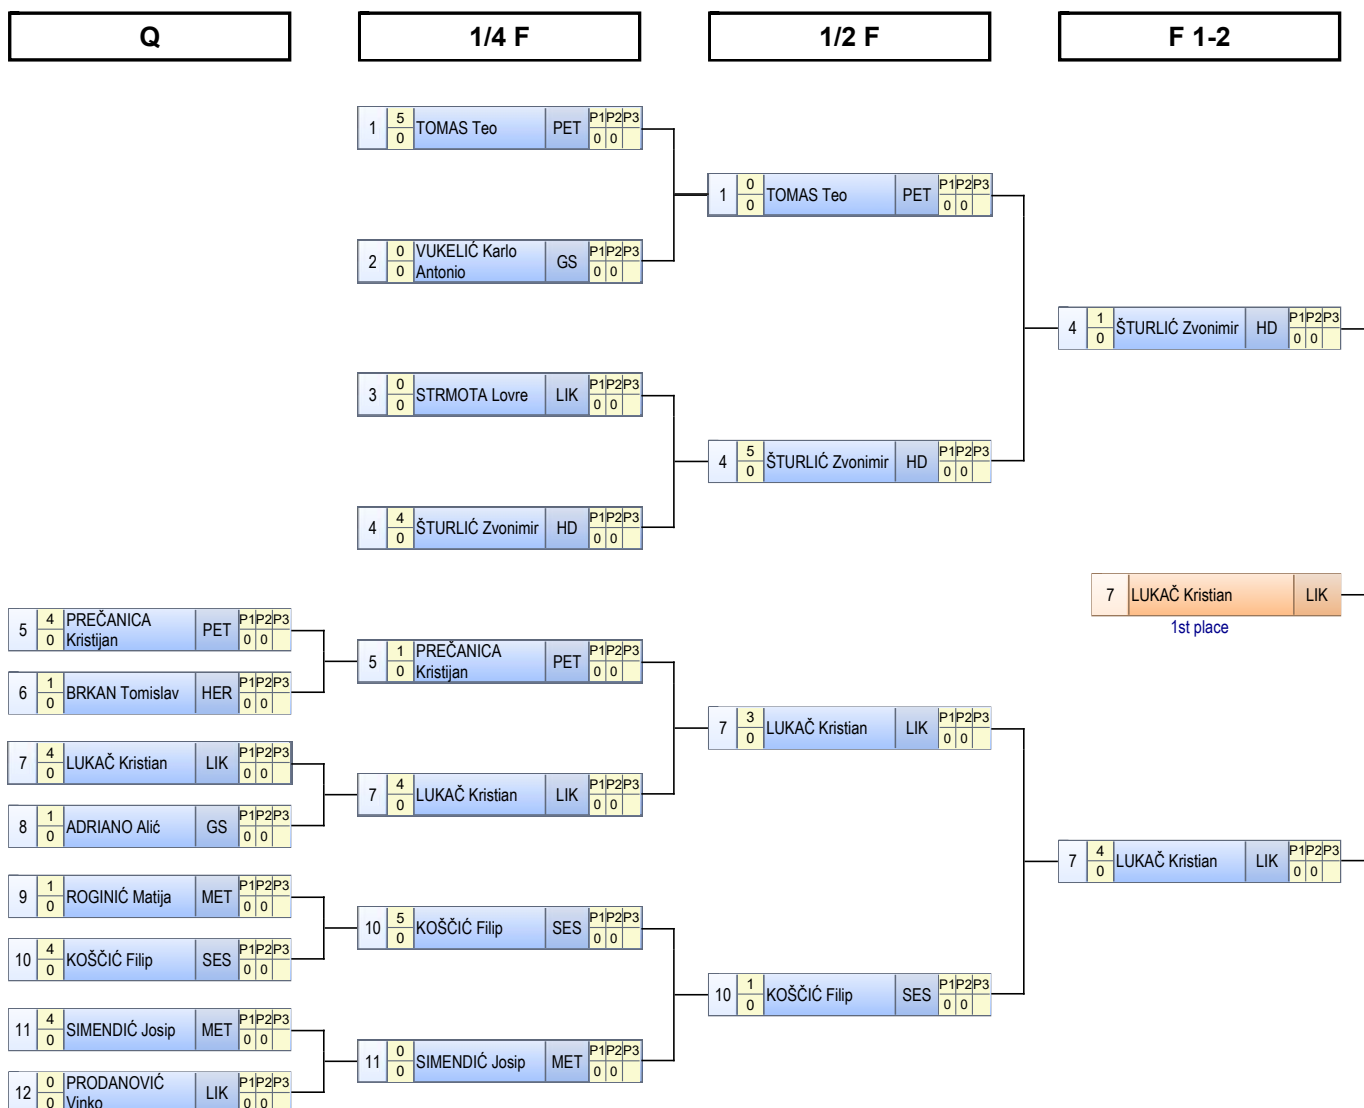 Q
1/4 F
1/2 F
F 1-2
1 5 TOMAS Teo PET P1 P2 P3
0 0 0
2 0 VUKELIĆ Karlo Antonio GS P1 P2 P3
0 0 0
3 0 STRMOTA Lovre LIK P1 P2 P3
0 0 0
4 4 ŠTURLIĆ Zvonimir HD P1 P2 P3
0 0 0
1 0 TOMAS Teo PET P1 P2 P3
0 0 0
4 5 ŠTURLIĆ Zvonimir HD P1 P2 P3
0 0 0
4 1 ŠTURLIĆ Zvonimir HD P1 P2 P3
0 0 0
7 LUKAČ Kristian LIK
1st place
5 4 PREČANICA Kristijan PET P1 P2 P3
0 0 0
6 1 BRKAN Tomislav HER P1 P2 P3
0 0 0
7 4 LUKAČ Kristian LIK P1 P2 P3
0 0 0
8 1 ADRIANO Alić GS P1 P2 P3
0 0 0
9 1 ROGINIĆ Matija MET P1 P2 P3
0 0 0
10 4 KOŠČIĆ Filip SES P1 P2 P3
0 0 0
11 4 SIMENDIĆ Josip MET P1 P2 P3
0 0 0
12 0 PRODANOVIĆ Vinko LIK P1 P2 P3
0 0 0
5 1 PREČANICA Kristijan PET P1 P2 P3
0 0 0
7 4 LUKAČ Kristian LIK P1 P2 P3
0 0 0
10 5 KOŠČIĆ Filip SES P1 P2 P3
0 0 0
11 0 SIMENDIĆ Josip MET P1 P2 P3
0 0 0
7 3 LUKAČ Kristian LIK P1 P2 P3
0 0 0
10 1 KOŠČIĆ Filip SES P1 P2 P3
0 0 0
7 4 LUKAČ Kristian LIK P1 P2 P3
0 0 0